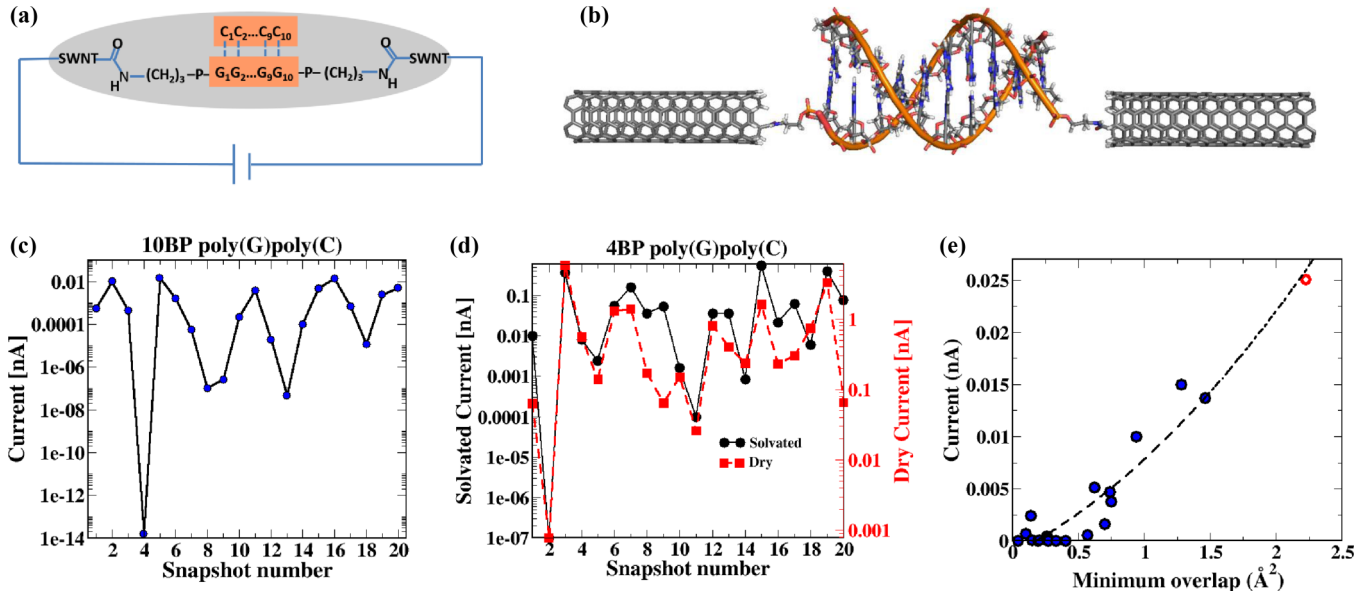 (a)
C₁C₂...C₉C₁₀
SWNT O O SWNT
N (CH₂)₃ P G₁G₂...G₉G₁₀ P (CH₂)₃ N
H H
(b)
(c)
10BP poly(G)poly(C)
Current [nA]
0.01
0.0001
1e-06
1e-08
1e-10
1e-12
1e-14
2 4 6 8 10 12 14 16 18 20
Snapshot number
(d)
4BP poly(G)poly(C)
Solvated Current [nA]
0.1
0.01
0.001
0.0001
1e-05
1e-06
1e-07
Solvated
Dry
1
0.1
0.01
0.001
Dry Current [nA]
2 4 6 8 10 12 14 16 18 20
Snapshot number
(e)
Current (nA)
0.025
0.02
0.015
0.01
0.005
0
0 0.5 1 1.5 2 2.5
Minimum overlap (Å²)